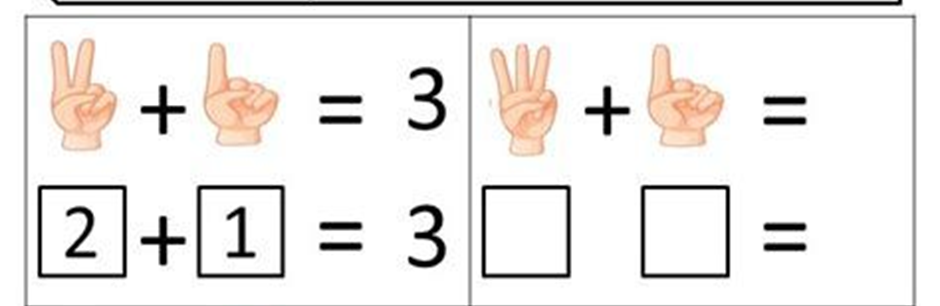 + = 3
+ =
2 + 1 = 3
=